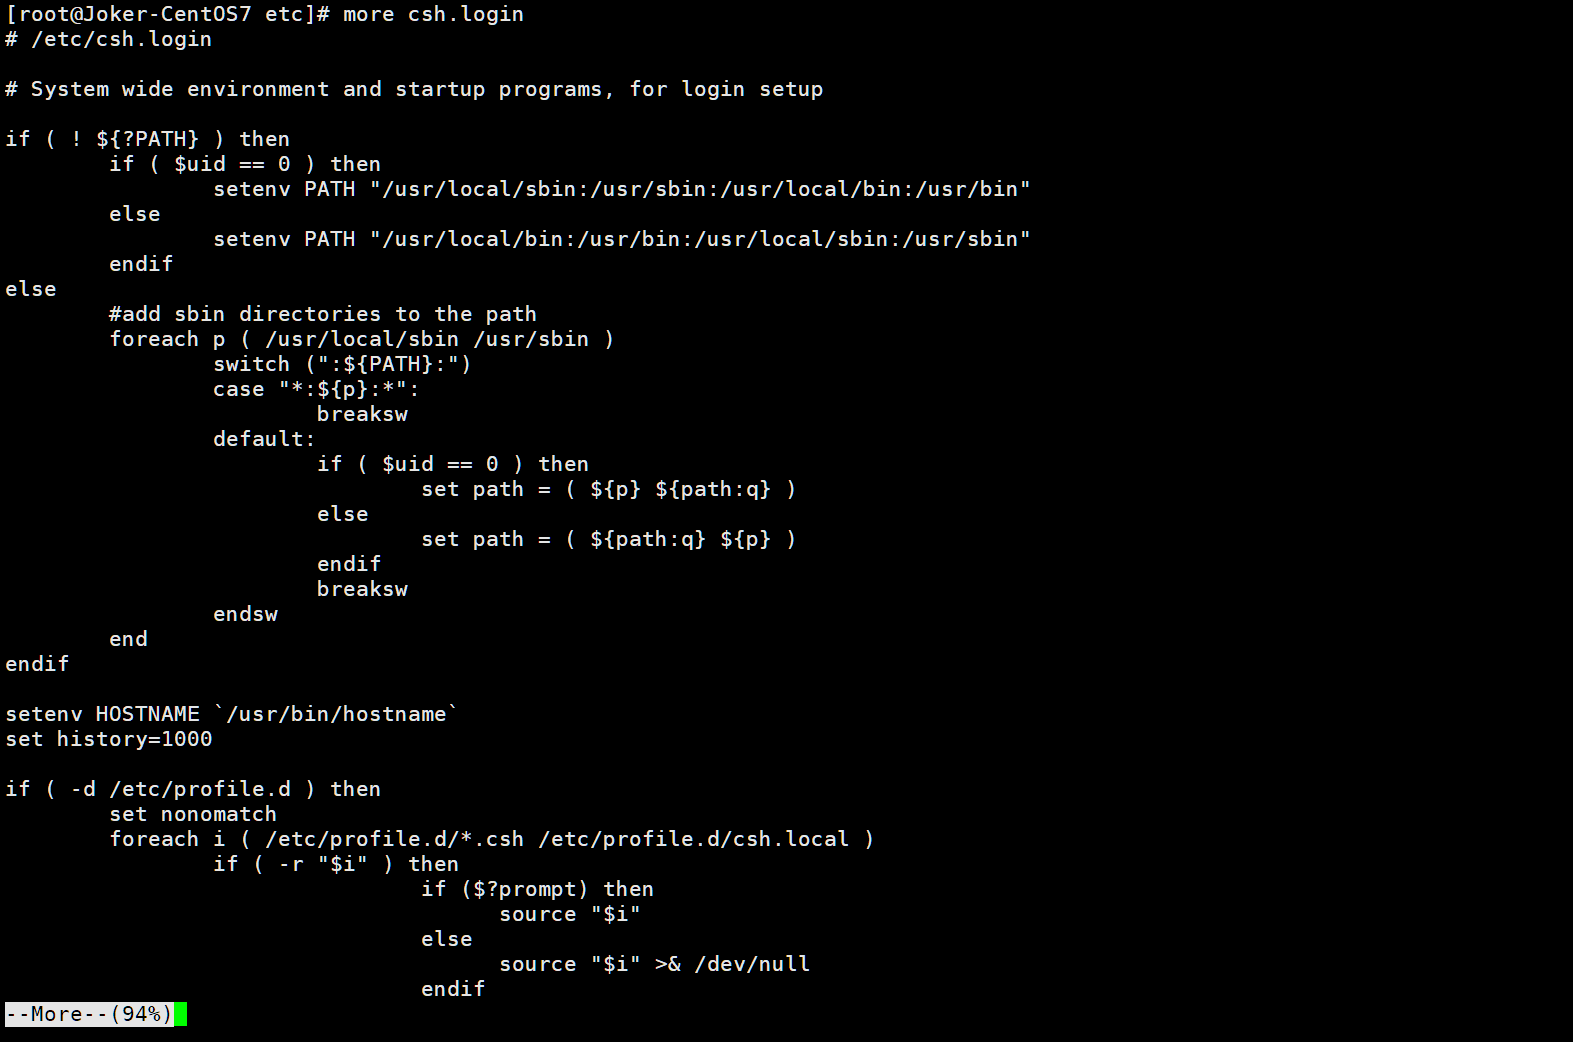 [root@Joker-CentOS7 etc]# more csh.login
# /etc/csh.login

# System wide environment and startup programs, for login setup

if ( ! ${?PATH} ) then
        if ( $uid == 0 ) then
                setenv PATH "/usr/local/sbin:/usr/sbin:/usr/local/bin:/usr/bin"
        else
                setenv PATH "/usr/local/bin:/usr/bin:/usr/local/sbin:/usr/sbin"
        endif
else
        #add sbin directories to the path
        foreach p ( /usr/local/sbin /usr/sbin )
                switch (":${PATH}:")
                case "*:${p}:*":
                        breaksw
                default:
                        if ( $uid == 0 ) then
                                set path = ( ${p} ${path:q} )
                        else
                                set path = ( ${path:q} ${p} )
                        endif
                        breaksw
                endsw
        end
endif

setenv HOSTNAME `/usr/bin/hostname`
set history=1000

if ( -d /etc/profile.d ) then
        set nonomatch
        foreach i ( /etc/profile.d/*.csh /etc/profile.d/csh.local )
                if ( -r "$i" ) then
                                if ($?prompt) then
                                      source "$i"
                                else
                                      source "$i" >& /dev/null
                                endif
--More--(94%)